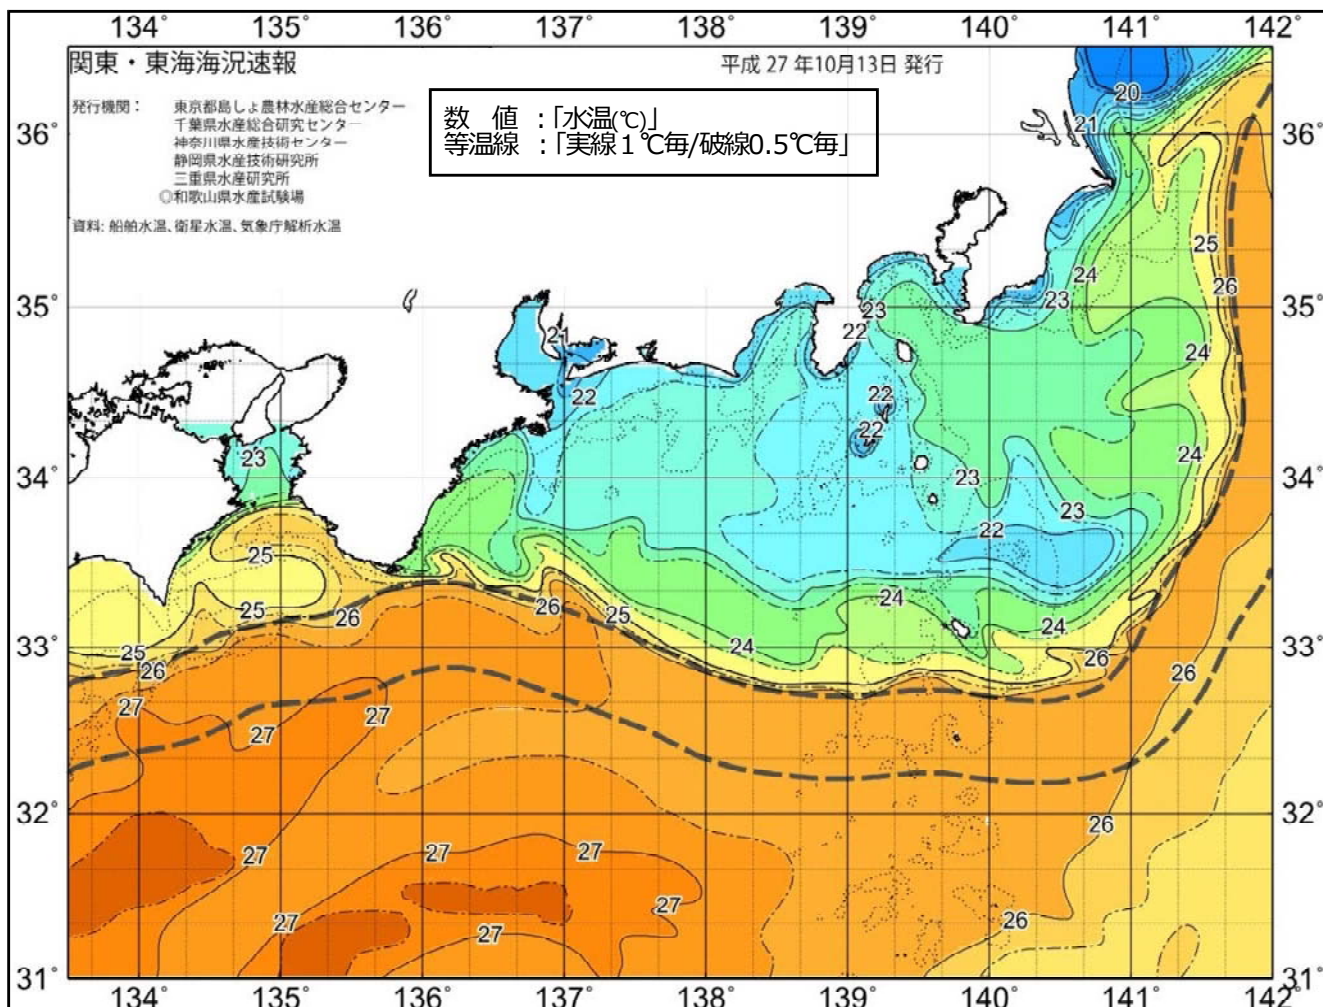 134° 135° 136° 137° 138° 139° 140° 141° 142°
関東・東海海況速報
平成 27 年10月13日 発行
発行機関： 東京都島しょ農林水産総合センター
千葉県水産総合研究センター
神奈川県水産技術センター
静岡県水産技術研究所
三重県水産研究所
◎和歌山県水産試験場
資料: 船舶水温、衛星水温、気象庁解析水温
数 値 ：「水温(℃)」
等温線 ：「実線１℃毎/破線0.5℃毎」
20
36° 21 36°
25
24
26
35° 23 23 35°
21 22
24
22 22
22
23 24
34° 23 34°
23
22
25
25 26 26 25 24
24
33° 25 24 26 33°
26 26
27 27
27
32° 26 32°
27 27 27
27
27 26
27
31° 31°
134 135 136 137 138 139 140 141 142°